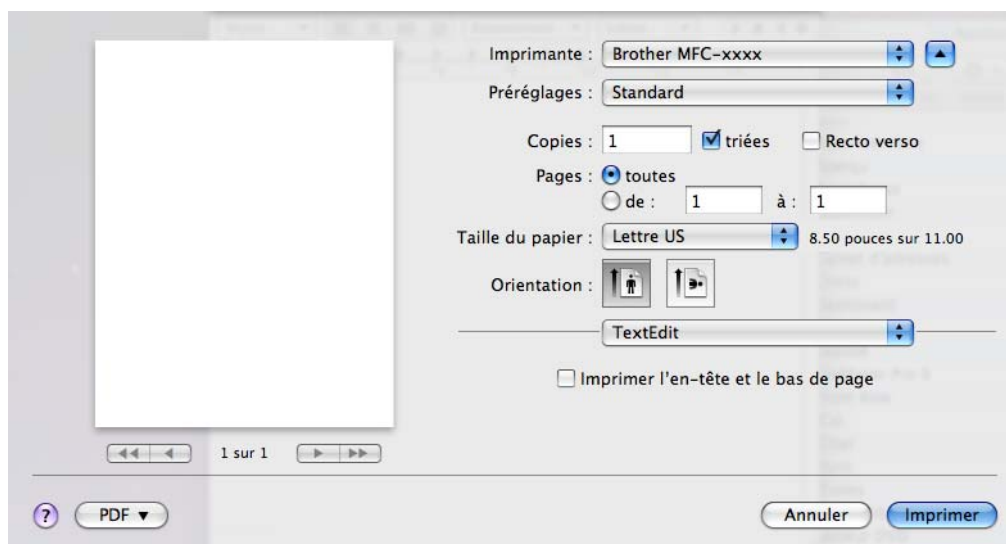 Imprimante : Brother MFC-xxxx
Préréglages : Standard
Copies : 1 triées Recto verso
Pages : toutes
de : 1 à : 1
Taille du papier : Lettre US 8.50 pouces sur 11.00
Orientation :
TextEdit
Imprimer l'en-tête et le bas de page
1 sur 1
? PDF Annuler Imprimer